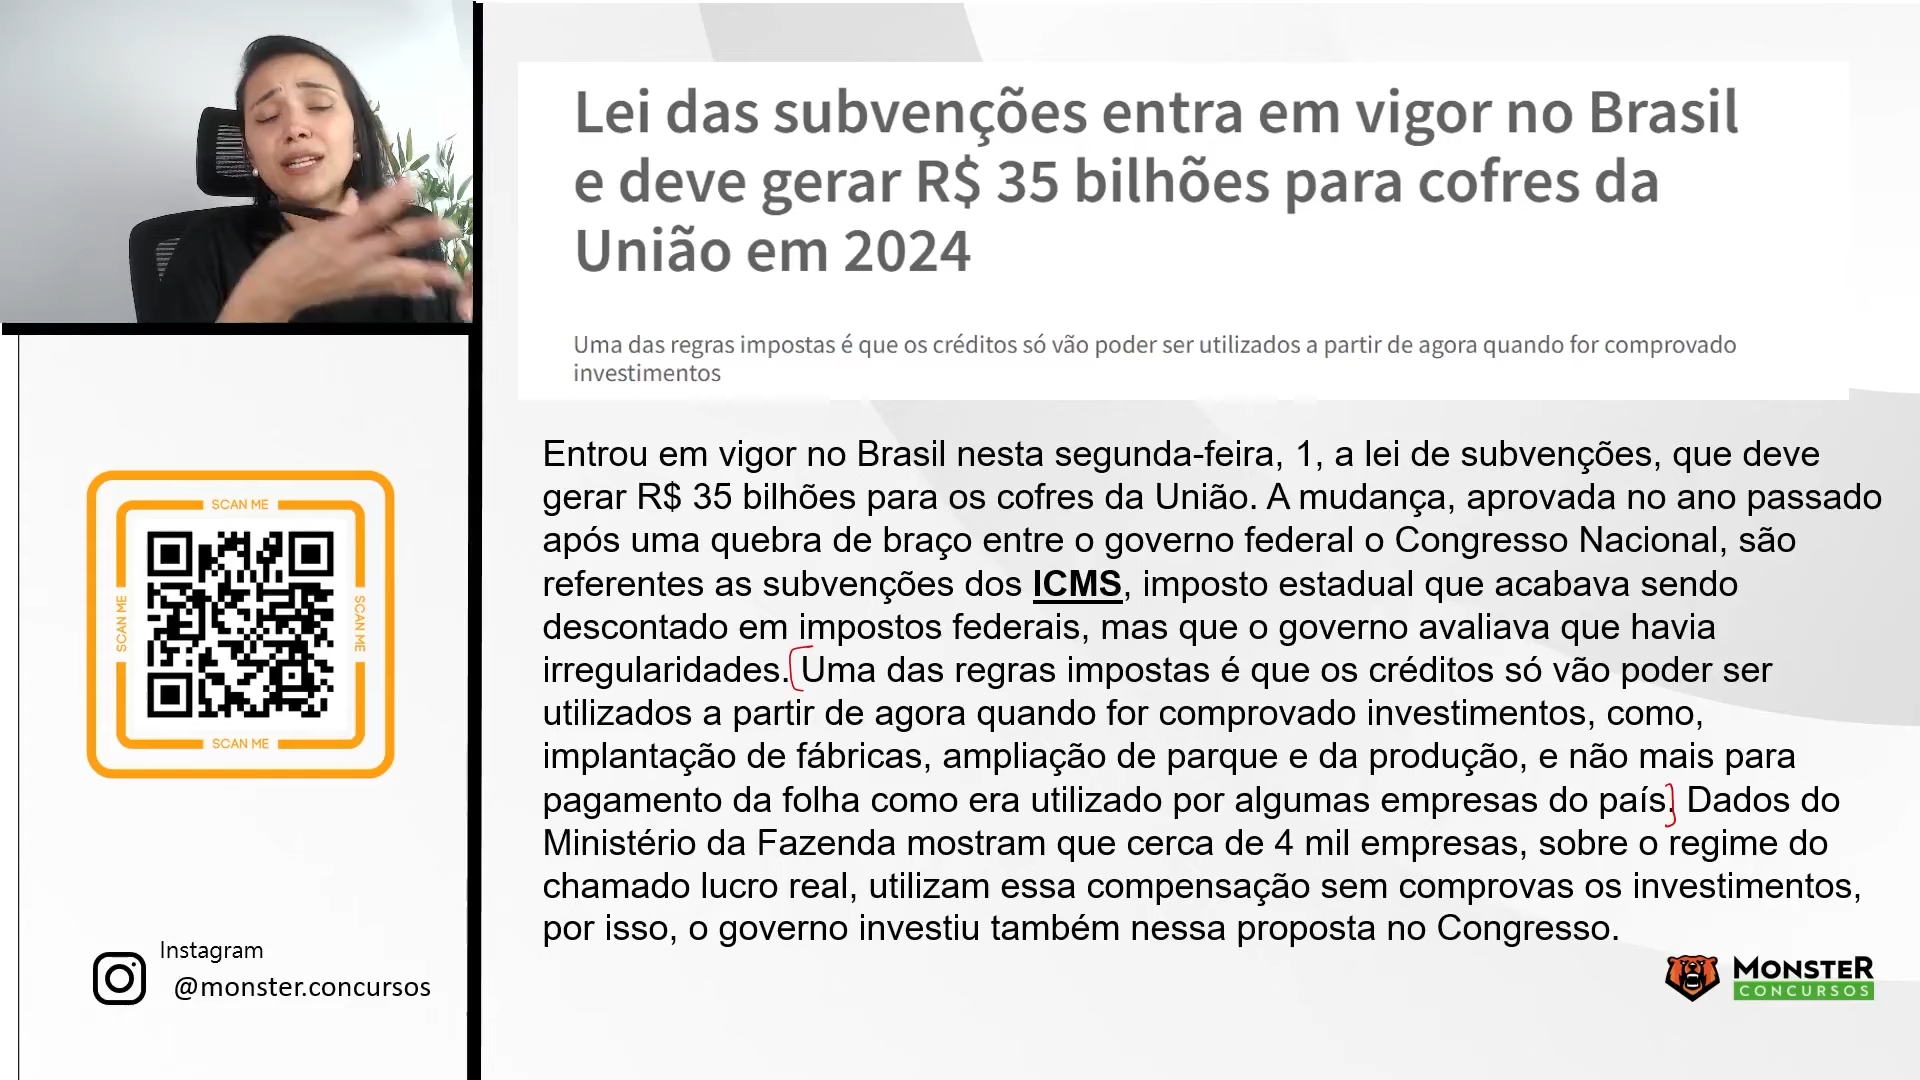 Lei das subvenções entra em vigor no Brasil
e deve gerar R$ 35 bilhões para cofres da
União em 2024
Uma das regras impostas é que os créditos só vão poder ser utilizados a partir de agora quando for comprovado
investimentos
Entrou em vigor no Brasil nesta segunda-feira, 1, a lei de subvenções, que deve
gerar R$ 35 bilhões para os cofres da União. A mudança, aprovada no ano passado
após uma quebra de braço entre o governo federal o Congresso Nacional, são
referentes as subvenções dos ICMS, imposto estadual que acabava sendo
descontado em impostos federais, mas que o governo avaliava que havia
irregularidades. Uma das regras impostas é que os créditos só vão poder ser
utilizados a partir de agora quando for comprovado investimentos, como,
implantação de fábricas, ampliação de parque e da produção, e não mais para
pagamento da folha como era utilizado por algumas empresas do país. Dados do
Ministério da Fazenda mostram que cerca de 4 mil empresas, sobre o regime do
chamado lucro real, utilizam essa compensação sem comprovas os investimentos,
por isso, o governo investiu também nessa proposta no Congresso.
SCAN ME
SCAN ME
SCAN ME
SCAN ME
Instagram
@monster.concursos
MONSTER
CONCURSOS